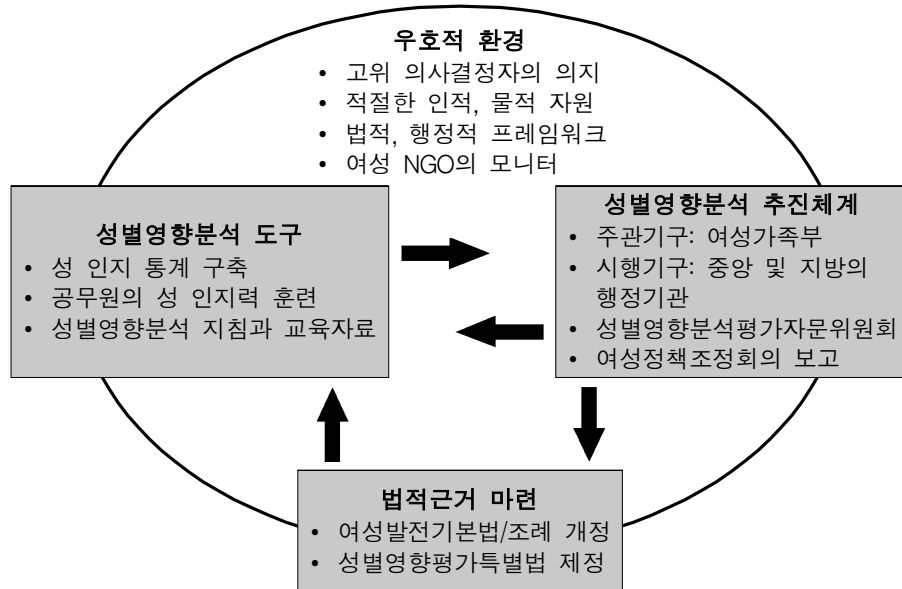 우호적 환경
• 고위 의사결정자의 의지
• 적절한 인적, 물적 자원
• 법적, 행정적 프레임워크
• 여성 NGO의 모니터
성별영향분석 도구
• 성 인지 통계 구축
• 공무원의 성 인지력 훈련
• 성별영향분석 지침과 교육자료
성별영향분석 추진체계
• 주관기구: 여성가족부
• 시행기구: 중앙 및 지방의
행정기관
• 성별영향분석평가자문위원회
• 여성정책조정회의 보고
법적근거 마련
• 여성발전기본법/조례 개정
• 성별영향평가특별법 제정